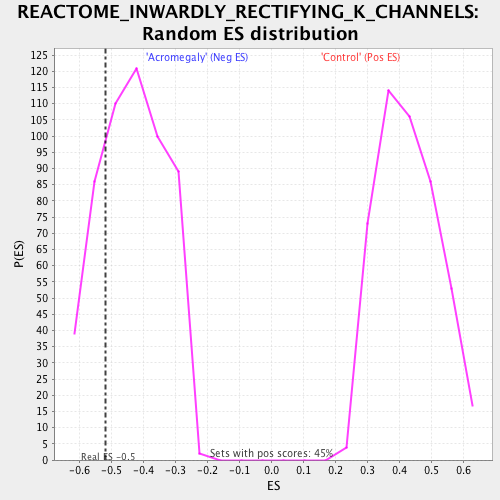 REACTOME_INWARDLY_RECTIFYING_K_CHANNELS:
Random ES distribution
'Acromegaly' (Neg ES)
'Control' (Pos ES)
125
120
115
110
105
100
95
90
85
80
75
70
65
60
55
50
45
40
35
30
25
20
15
10
5
0
P(ES)
Real ES -0.5
Sets with pos scores: 45%
-0.6 -0.5 -0.4 -0.3 -0.2 -0.1 0.0 0.1 0.2 0.3 0.4 0.5 0.6
ES